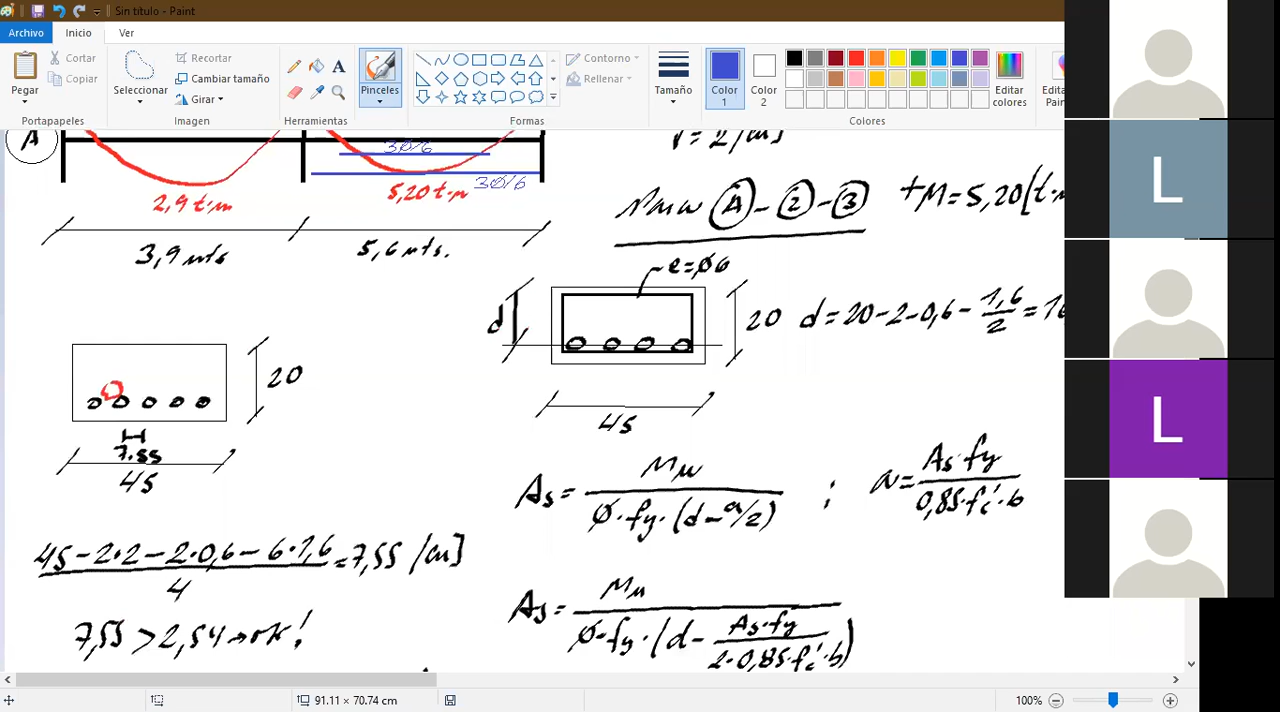 Sin título - Paint
Archivo Inicio Ver
Pegar Cortar Copiar
Seleccionar Recortar Cambiar tamaño Girar
A
Pinceles
Contorno Rellenar
Tamaño
Color 1
Color 2
Editar colores
Portapapeles Imagen Herramientas Formas Colores
A
3Ø16
3Ø16
2,9 t·m
5,20 t·m
3,9 mts
5,6 mts.
r = 2 [cm]
A - 2 - 3
+M = 5,20 [t·m
e = Ø6
d
20
45
d = 20 - 2 - 0,6 - 1,6/2 = 16
20
7.55
45
As = Mu / Ø·fy·(d - a/2) ; a = As·fy / 0,85·fc'·b
45 - 2·2 - 2·0,6 - 6·1,6 / 4 = 7,55 [cm]
7,55 > 2,54 → ok!
As = Mu / Ø·fy·(d - As·fy / 2·0,85·fc'·b)
L
L
91.11 × 70.74 cm
100%